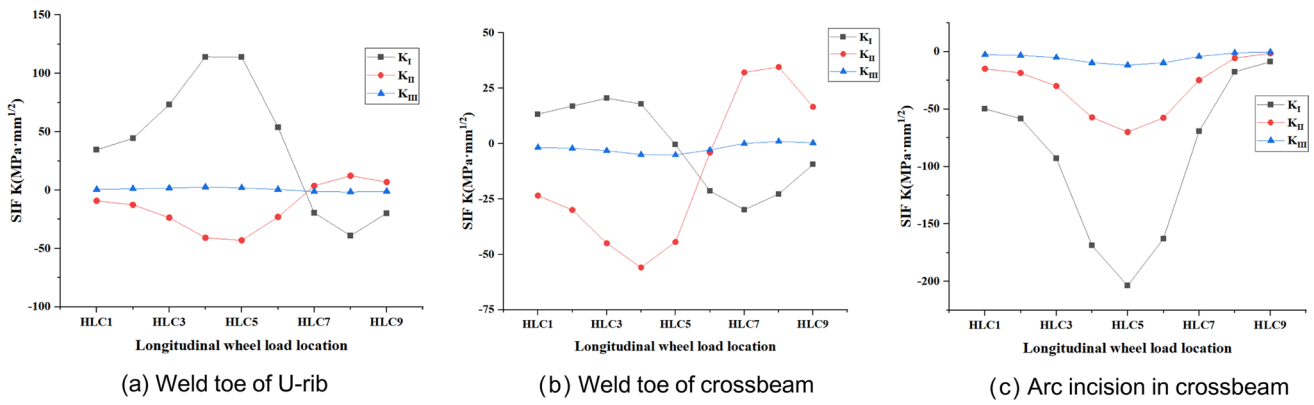 150
100
50
0
-50
-100
SIF K(MPa·mm1/2)
KI
KII
KIII
HLC1 HLC3 HLC5 HLC7 HLC9
Longitudinal wheel load location
(a) Weld toe of U-rib
50
25
0
-25
-50
-75
SIF K(MPa·mm1/2)
KI
KII
KIII
HLC1 HLC3 HLC5 HLC7 HLC9
Longitudinal wheel load location
(b) Weld toe of crossbeam
0
-50
-100
-150
-200
SIF K(MPa·mm1/2)
KI
KII
KIII
HLC1 HLC3 HLC5 HLC7 HLC9
Longitudinal wheel load location
(c) Arc incision in crossbeam